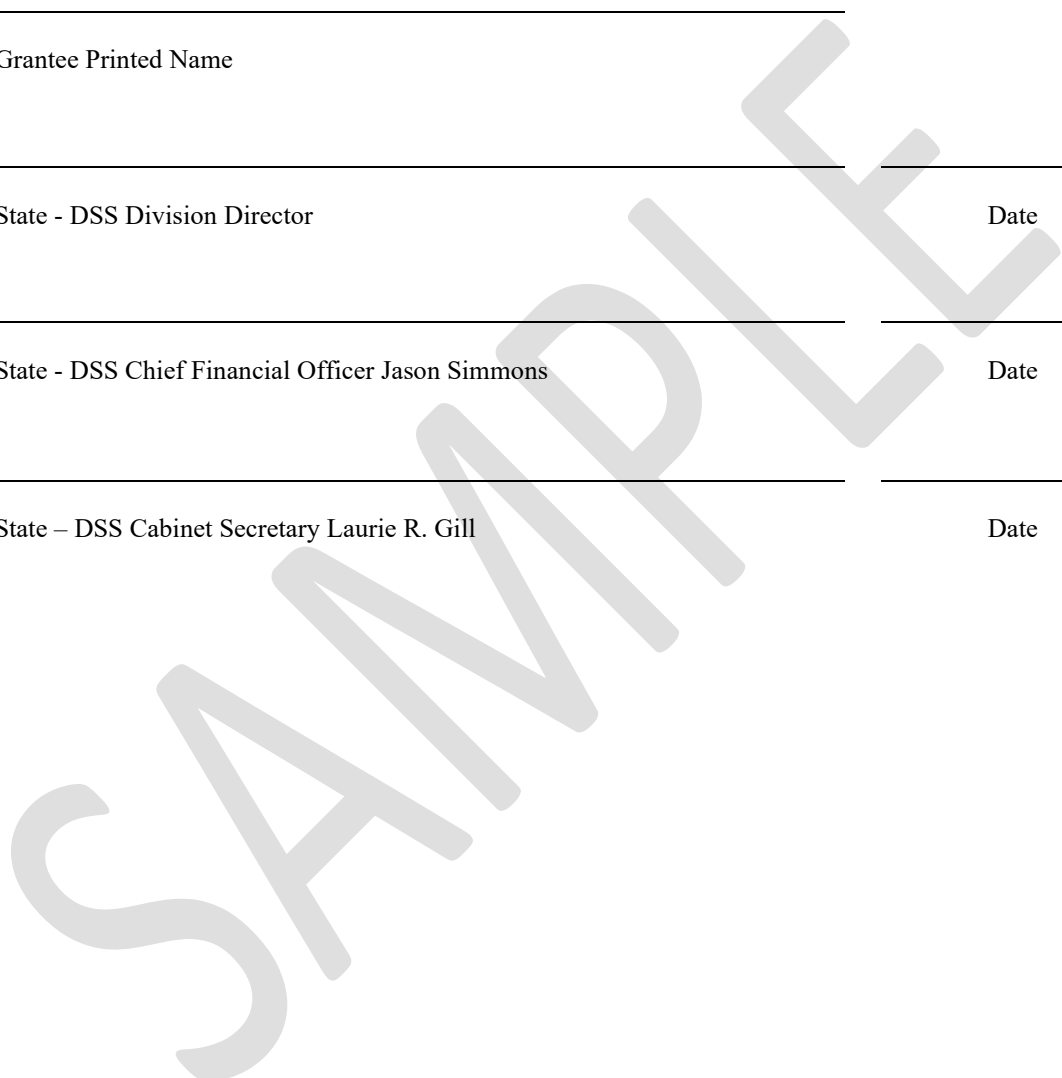 Grantee Printed Name
State - DSS Division Director Date
State - DSS Chief Financial Officer Jason Simmons Date
State – DSS Cabinet Secretary Laurie R. Gill Date
SAMPLE